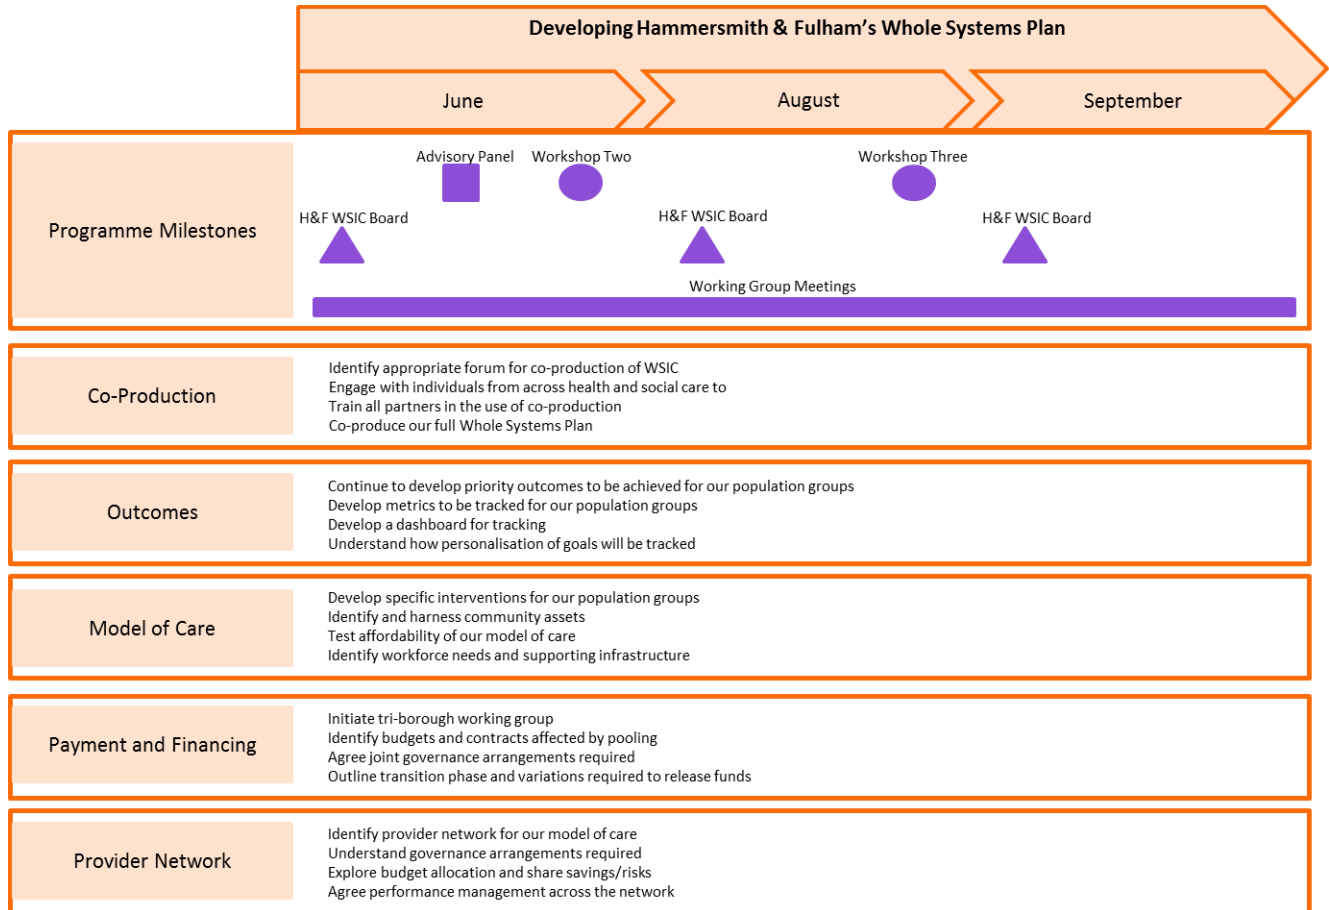 Developing Hammersmith & Fulham’s Whole Systems Plan
June
August
September
Programme Milestones
Advisory Panel
Workshop Two
Workshop Three
H&F WSIC Board
H&F WSIC Board
H&F WSIC Board
Working Group Meetings
Co-Production
Identify appropriate forum for co-production of WSIC
Engage with individuals from across health and social care to
Train all partners in the use of co-production
Co-produce our full Whole Systems Plan
Outcomes
Continue to develop priority outcomes to be achieved for our population groups
Develop metrics to be tracked for our population groups
Develop a dashboard for tracking
Understand how personalisation of goals will be tracked
Model of Care
Develop specific interventions for our population groups
Identify and harness community assets
Test affordability of our model of care
Identify workforce needs and supporting infrastructure
Payment and Financing
Initiate tri-borough working group
Identify budgets and contracts affected by pooling
Agree joint governance arrangements required
Outline transition phase and variations required to release funds
Provider Network
Identify provider network for our model of care
Understand governance arrangements required
Explore budget allocation and share savings/risks
Agree performance management across the network